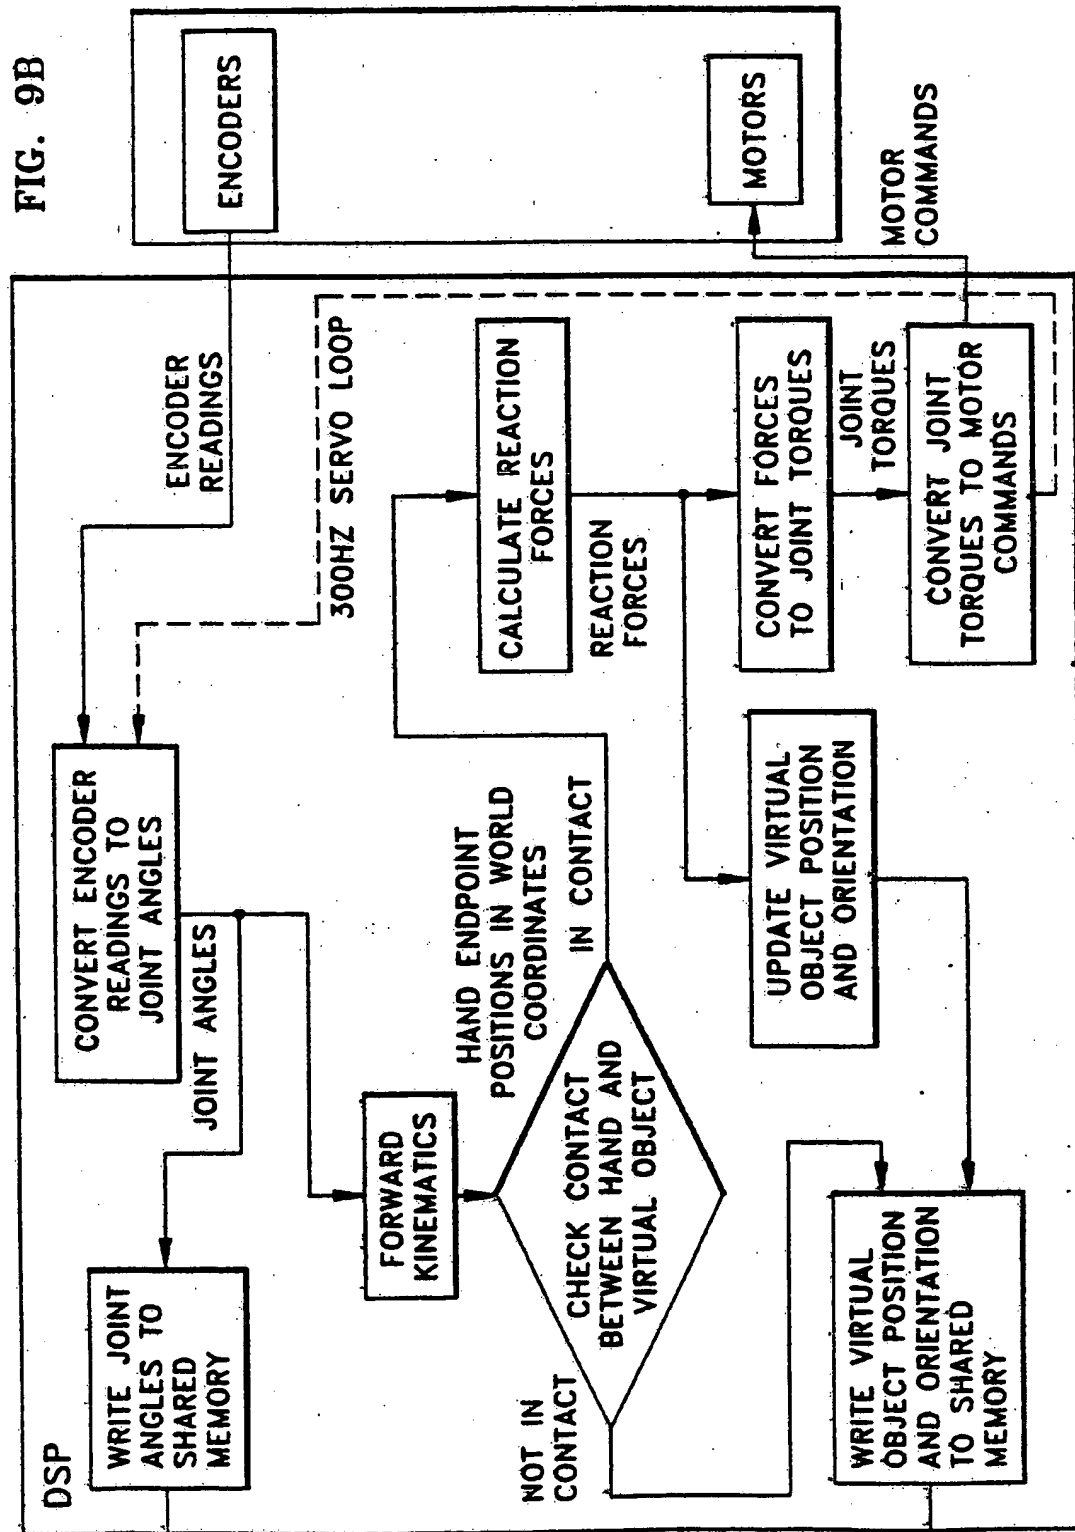 FIG. 9B
DSP
WRITE JOINT
ANGLES TO
SHARED
MEMORY
CONVERT ENCODER
READINGS TO
JOINT ANGLES
JOINT ANGLES
ENCODER
READINGS
ENCODERS
300HZ SERVO LOOP
FORWARD
KINEMATICS
HAND ENDPOINT
POSITIONS IN WORLD
COORDINATES
CHECK CONTACT
BETWEEN HAND AND
VIRTUAL OBJECT
NOT IN
CONTACT
IN CONTACT
CALCULATE REACTION
FORCES
REACTION
FORCES
CONVERT FORCES
TO JOINT TORQUES
JOINT
TORQUES
CONVERT JOINT
TORQUES TO MOTOR
COMMANDS
MOTOR
COMMANDS
MOTORS
UPDATE VIRTUAL
OBJECT POSITION
AND ORIENTATION
WRITE VIRTUAL
OBJECT POSITION
AND ORIENTATION
TO SHARED
MEMORY